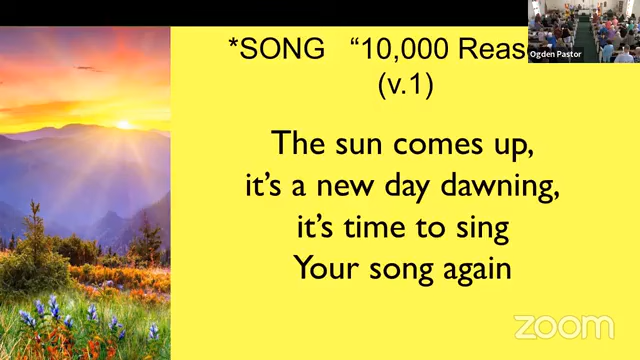 *SONG “10,000 Reas
(v.1)
Ogden Pastor
The sun comes up,
it’s a new day dawning,
it’s time to sing
Your song again
zoom